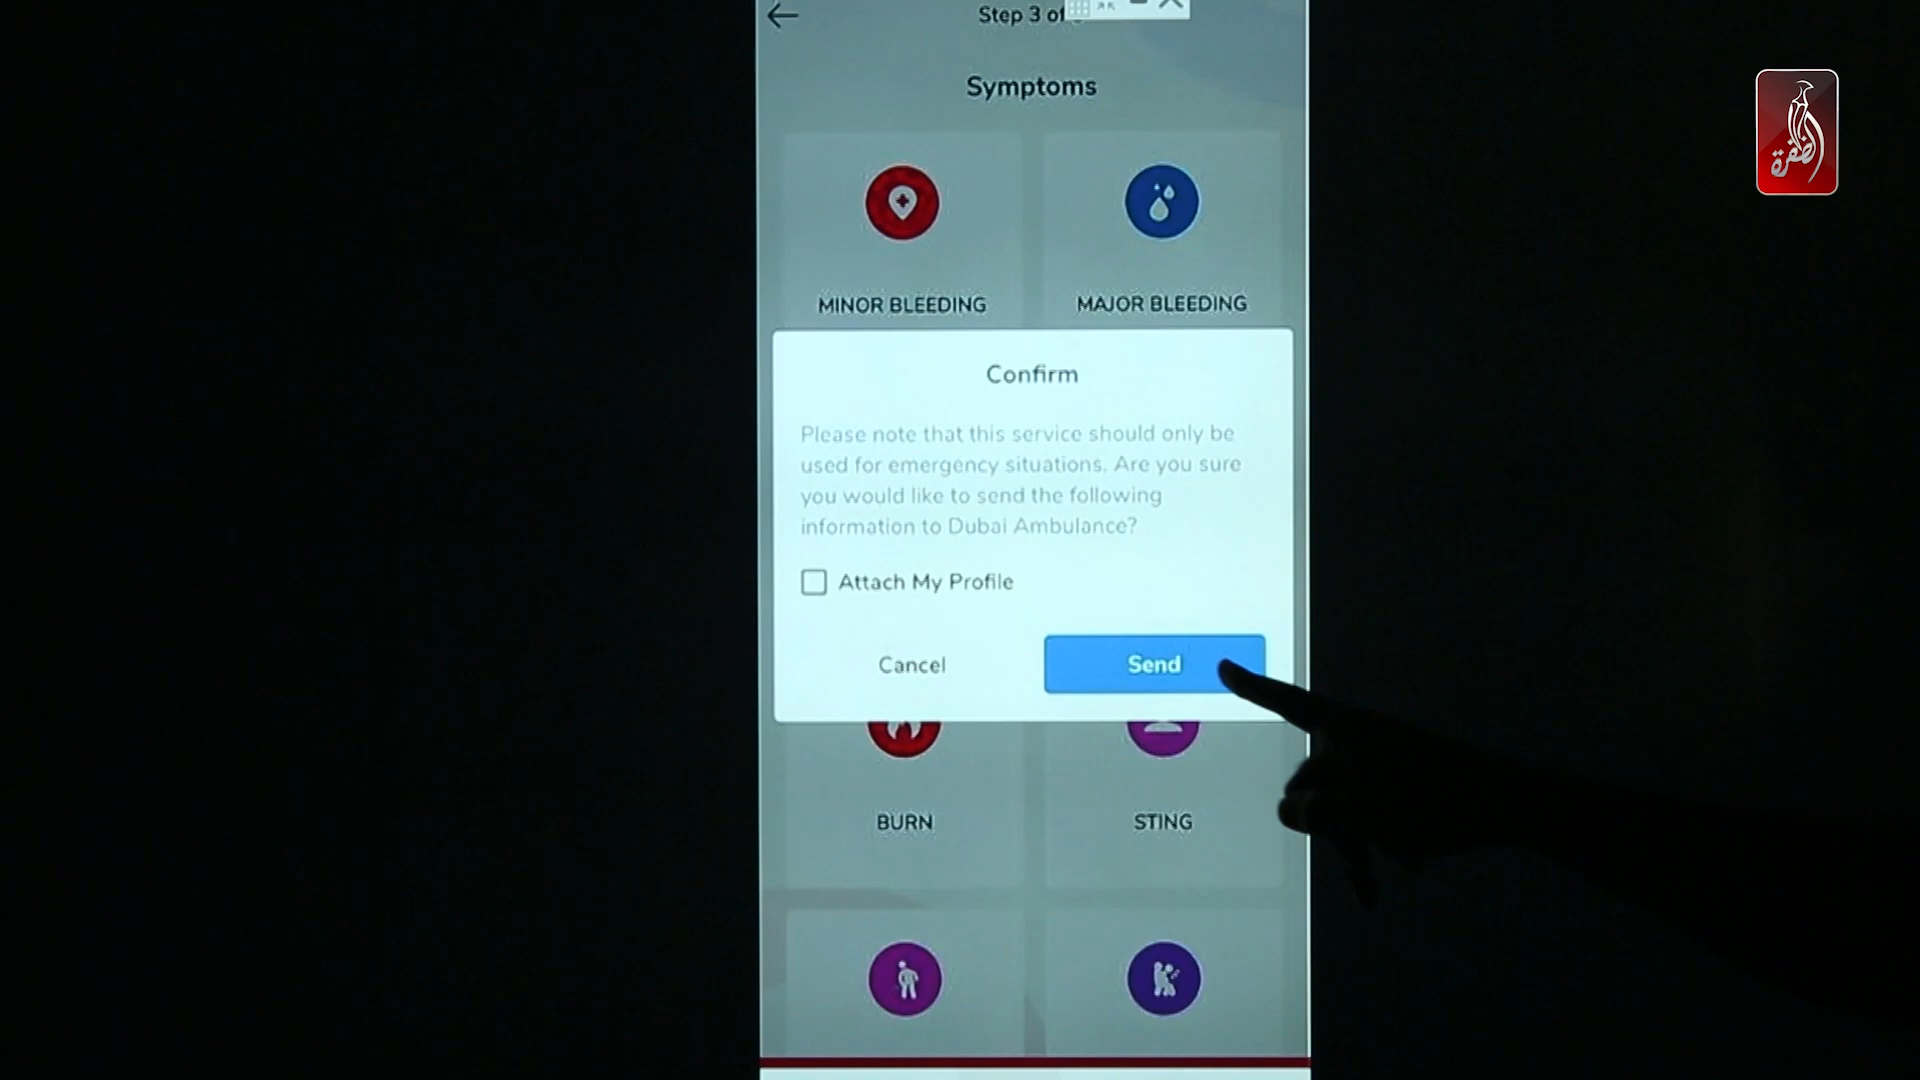 Step 3 of
Symptoms
MINOR BLEEDING
MAJOR BLEEDING
Confirm
Please note that this service should only be
used for emergency situations. Are you sure
you would like to send the following
information to Dubai Ambulance?
Attach My Profile
Cancel
Send
BURN
STING
الظفرة